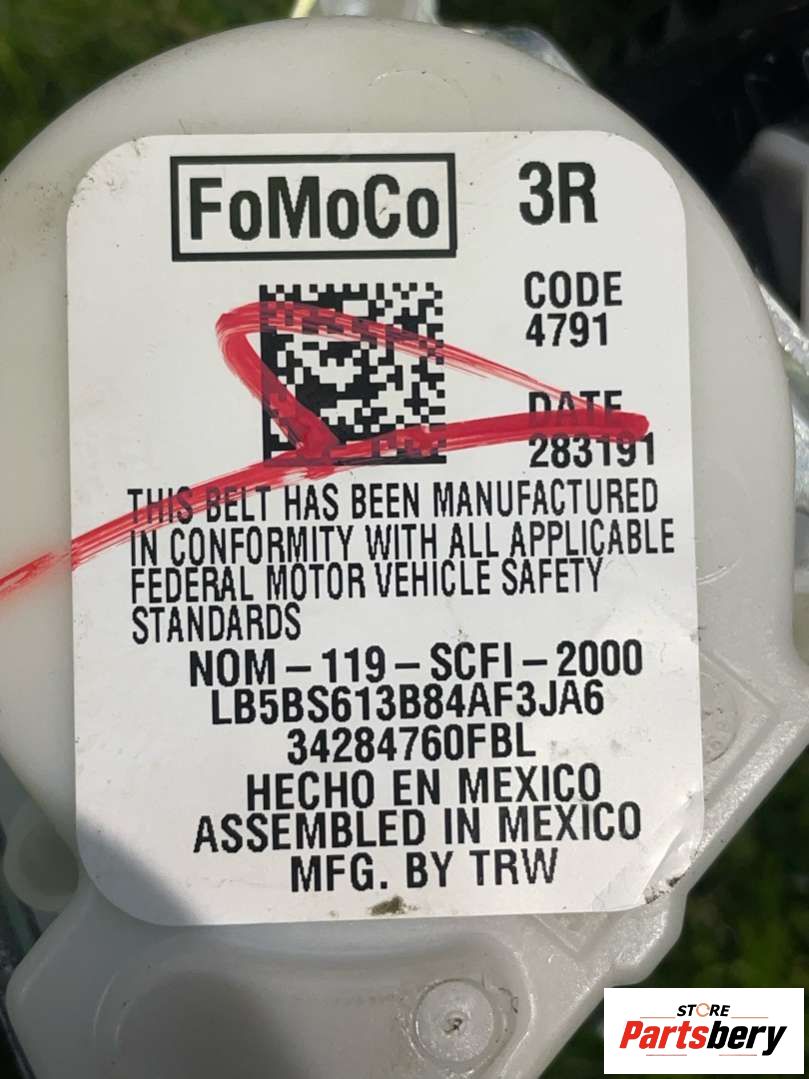 FoMoCo
3R
CODE
4791
DATE
283191
THIS BELT HAS BEEN MANUFACTURED
IN CONFORMITY WITH ALL APPLICABLE
FEDERAL MOTOR VEHICLE SAFETY
STANDARDS
NOM-119-SCFI-2000
LB5BS613B84AF3JA6
34284760FBL
HECHO EN MEXICO
ASSEMBLED IN MEXICO
MFG. BY TRW
STORE
Partsbery